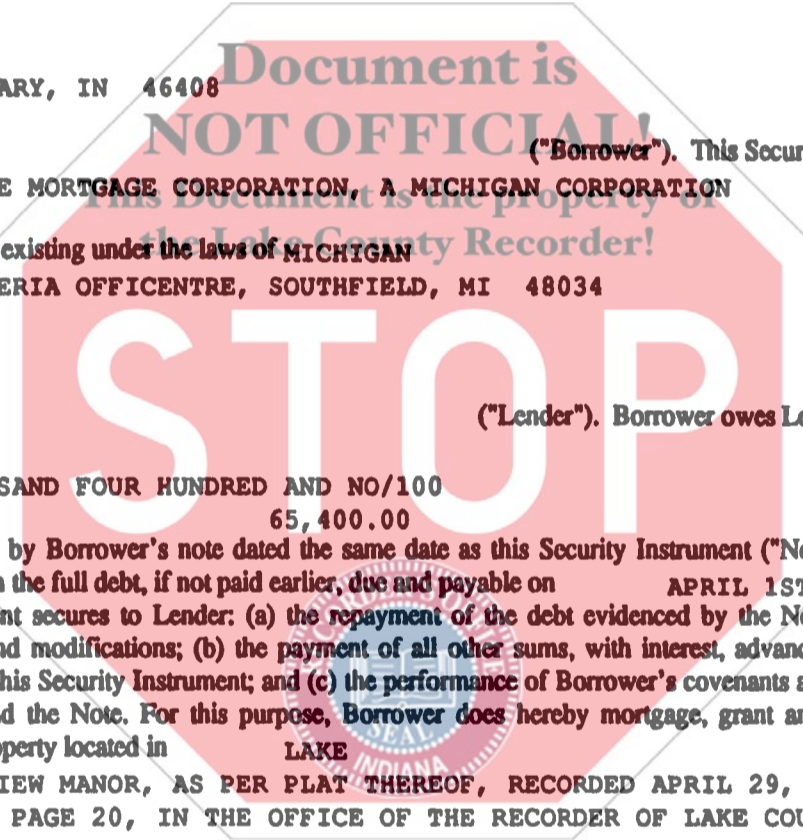 Document is
ARY, IN 46408
NOT OFFICIAL!
("Borrower"). This Secur
E MORTGAGE CORPORATION, A MICHIGAN CORPORATION
This Document is the property of
the Lake County Recorder!
existing under the laws of MICHIGAN
ERIA OFFICENTRE, SOUTHFIELD, MI 48034
STOP
("Lender"). Borrower owes Le
SAND FOUR HUNDRED AND NO/100
65,400.00
by Borrower's note dated the same date as this Security Instrument ("No
n the full debt, if not paid earlier, due and payable on APRIL 1ST
nt secures to Lender: (a) the repayment of the debt evidenced by the No
nd modifications; (b) the payment of all other sums, with interest, advanc
his Security Instrument; and (c) the performance of Borrower's covenants a
d the Note. For this purpose, Borrower does hereby mortgage, grant an
operty located in LAKE
SEAL
INDIANA
IEW MANOR, AS PER PLAT THEREOF, RECORDED APRIL 29,
PAGE 20, IN THE OFFICE OF THE RECORDER OF LAKE COU